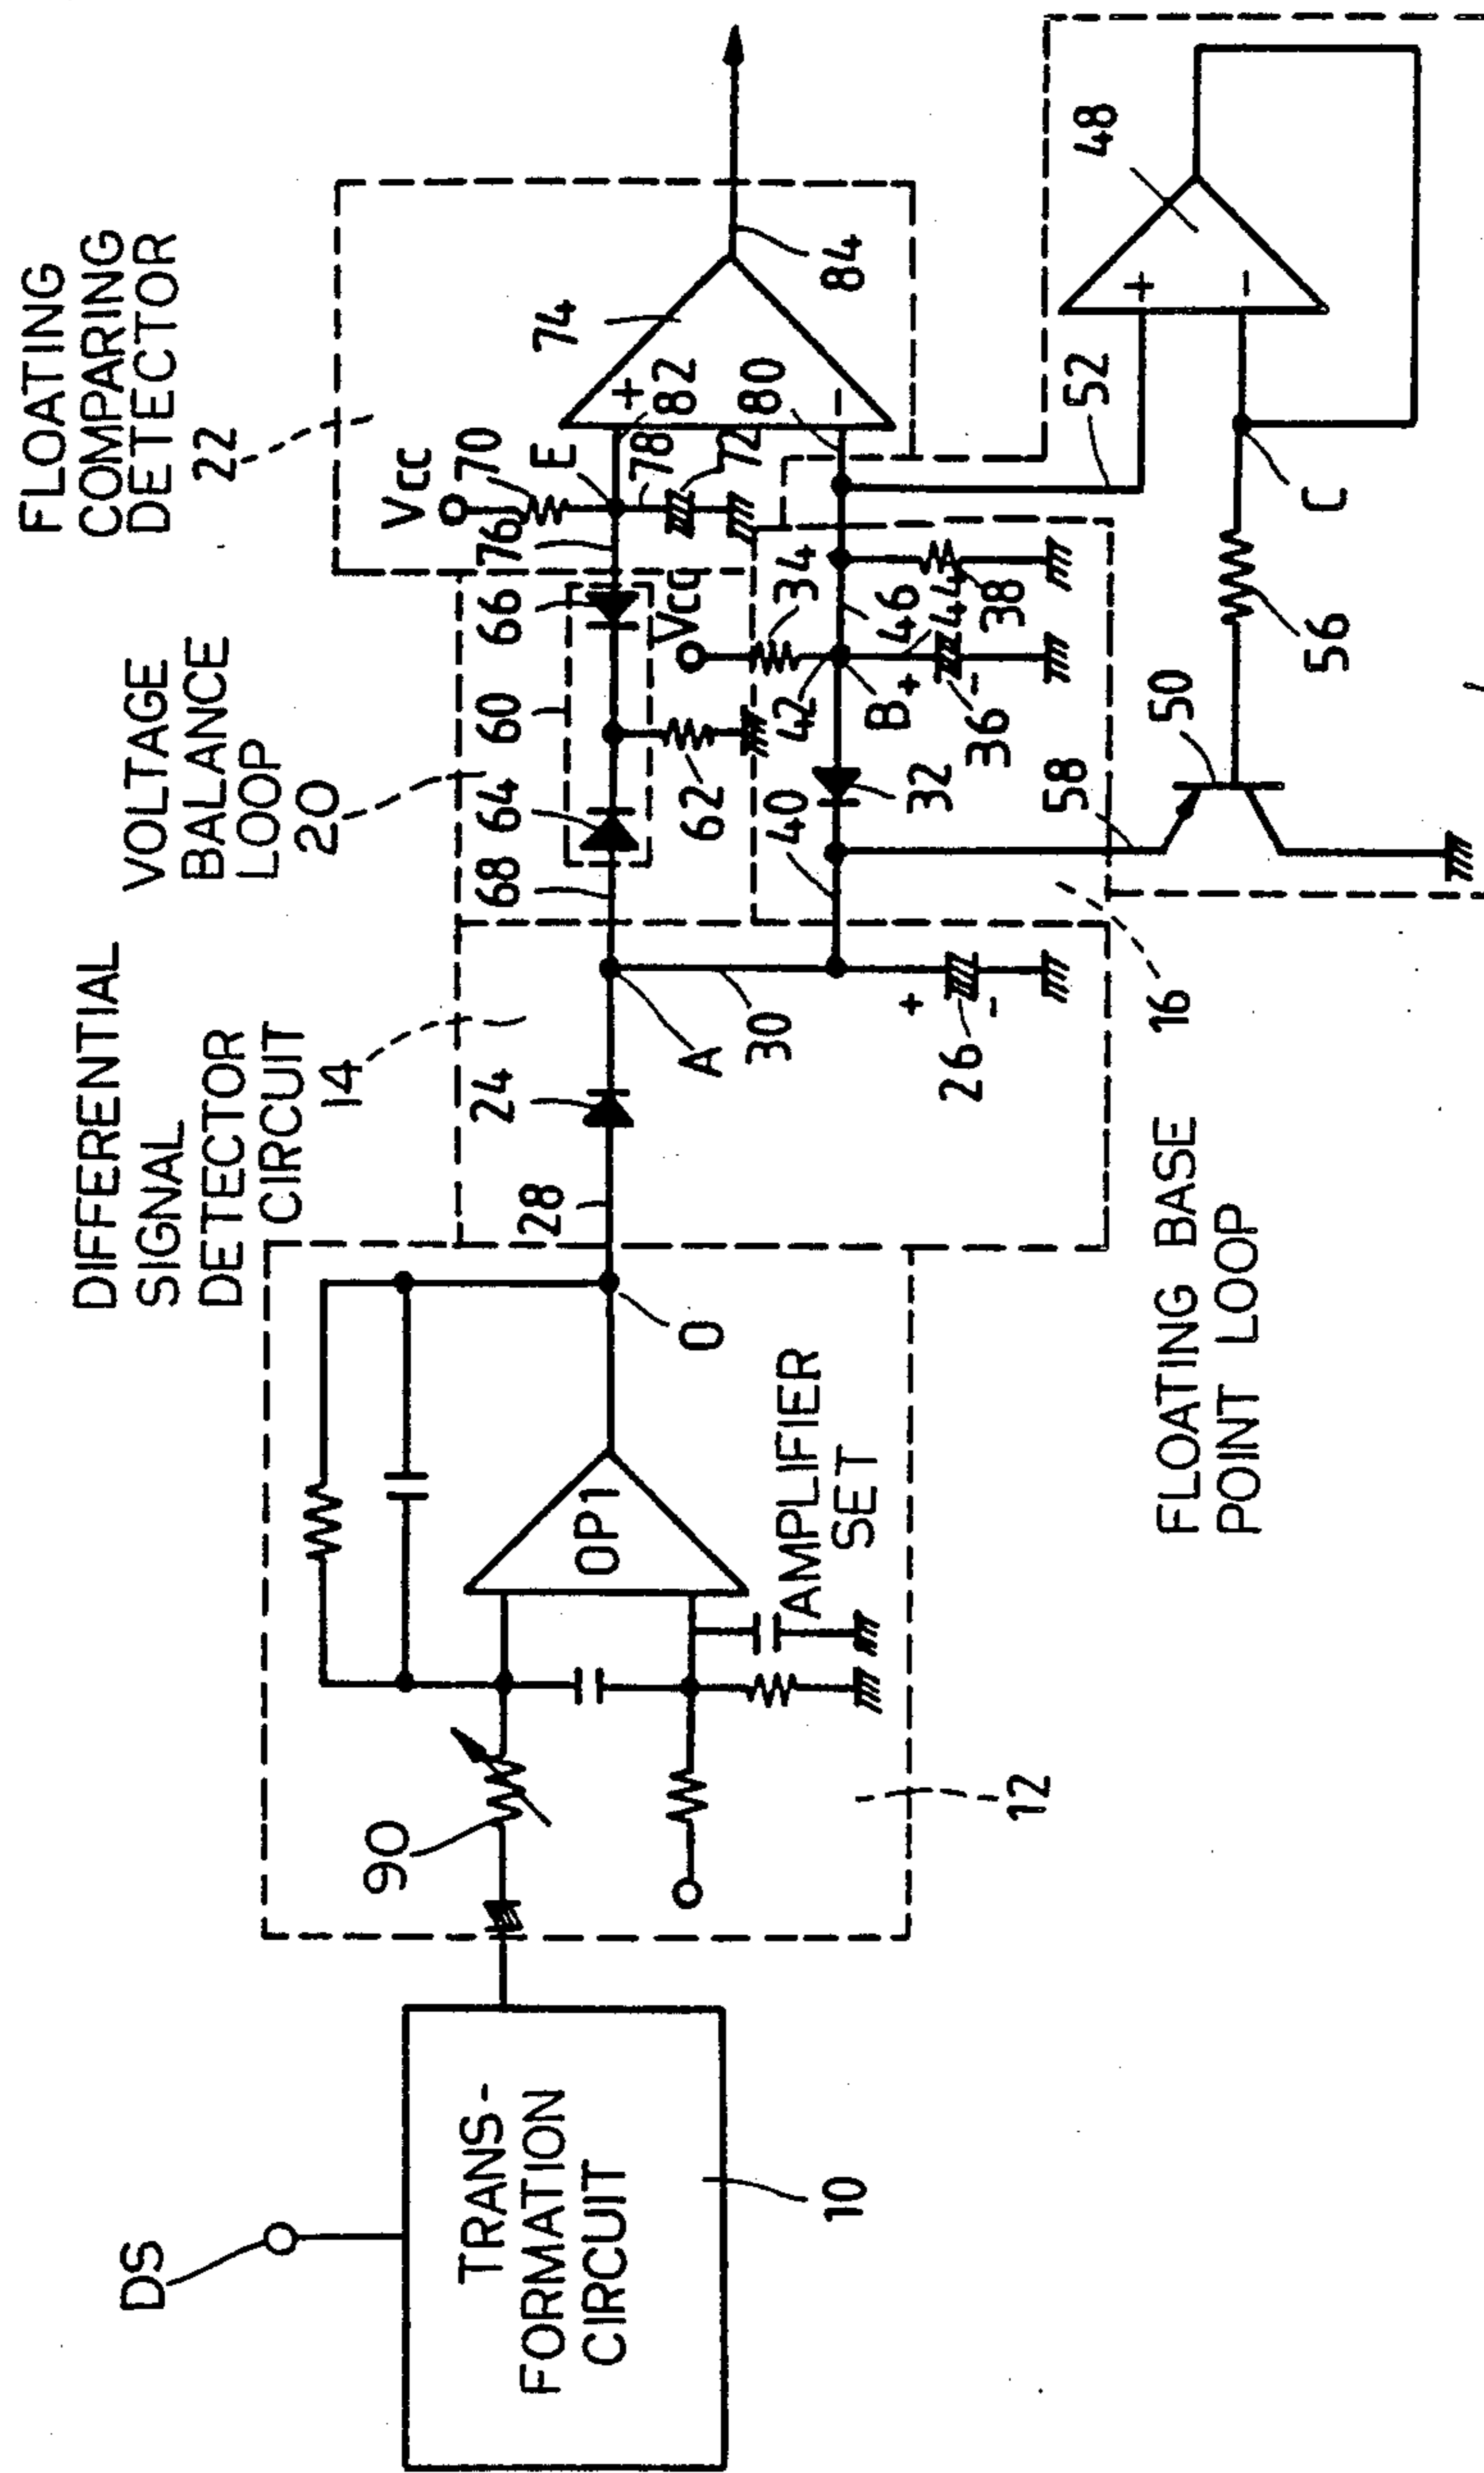 DS
TRANS-
FORMATION
CIRCUIT
10
90
12
OP1
AMPLIFIER
SET
O
DIFFERENTIAL
SIGNAL
DETECTOR
CIRCUIT
14
28
24
A
30
+
-
26
16
FLOATING BASE
POINT LOOP
VOLTAGE
BALANCE
LOOP
20
68
64
60
66
62
Vcc
40
32
42
34
B
+
-
36
44
46
38
58
50
56
C
52
+
-
48
FLOATING
COMPARING
DETECTOR
22
Vcc
70
76
E
78
72
82
80
+
-
74
84